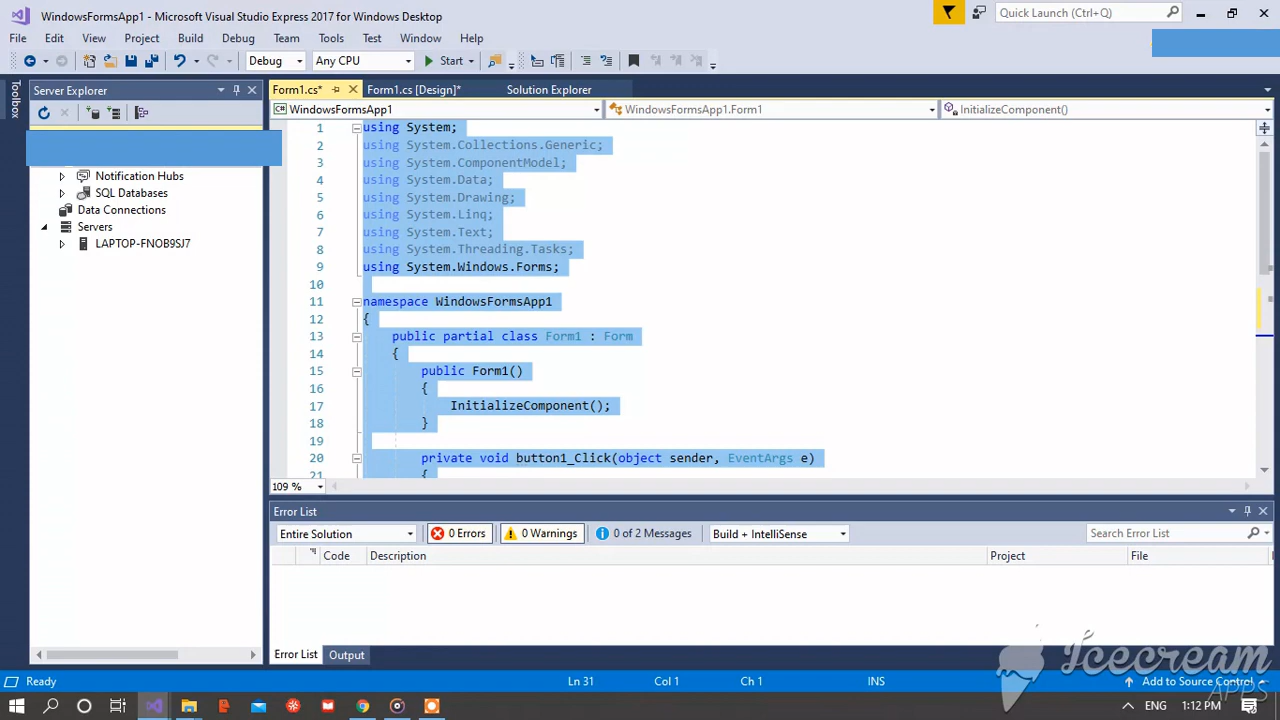 WindowsFormsApp1 - Microsoft Visual Studio Express 2017 for Windows Desktop
Quick Launch (Ctrl+Q)
File Edit View Project Build Debug Team Tools Test Window Help
Debug Any CPU Start
Toolbox
Server Explorer
Form1.cs* Form1.cs [Design]* Solution Explorer
WindowsFormsApp1 WindowsFormsApp1.Form1 InitializeComponent()
Notification Hubs
SQL Databases
Data Connections
Servers
LAPTOP-FNOB9SJ7
1 using System;
2 using System.Collections.Generic;
3 using System.ComponentModel;
4 using System.Data;
5 using System.Drawing;
6 using System.Linq;
7 using System.Text;
8 using System.Threading.Tasks;
9 using System.Windows.Forms;
10
11 namespace WindowsFormsApp1
12 {
13 public partial class Form1 : Form
14 {
15 public Form1()
16 {
17 InitializeComponent();
18 }
19
20 private void button1_Click(object sender, EventArgs e)
21 {
109 %
Error List
Entire Solution 0 Errors 0 Warnings 0 of 2 Messages Build + IntelliSense Search Error List
Code Description Project File
Error List Output
Icecream
APPS
Ready Ln 31 Col 1 Ch 1 INS Add to Source Control
ENG 1:12 PM